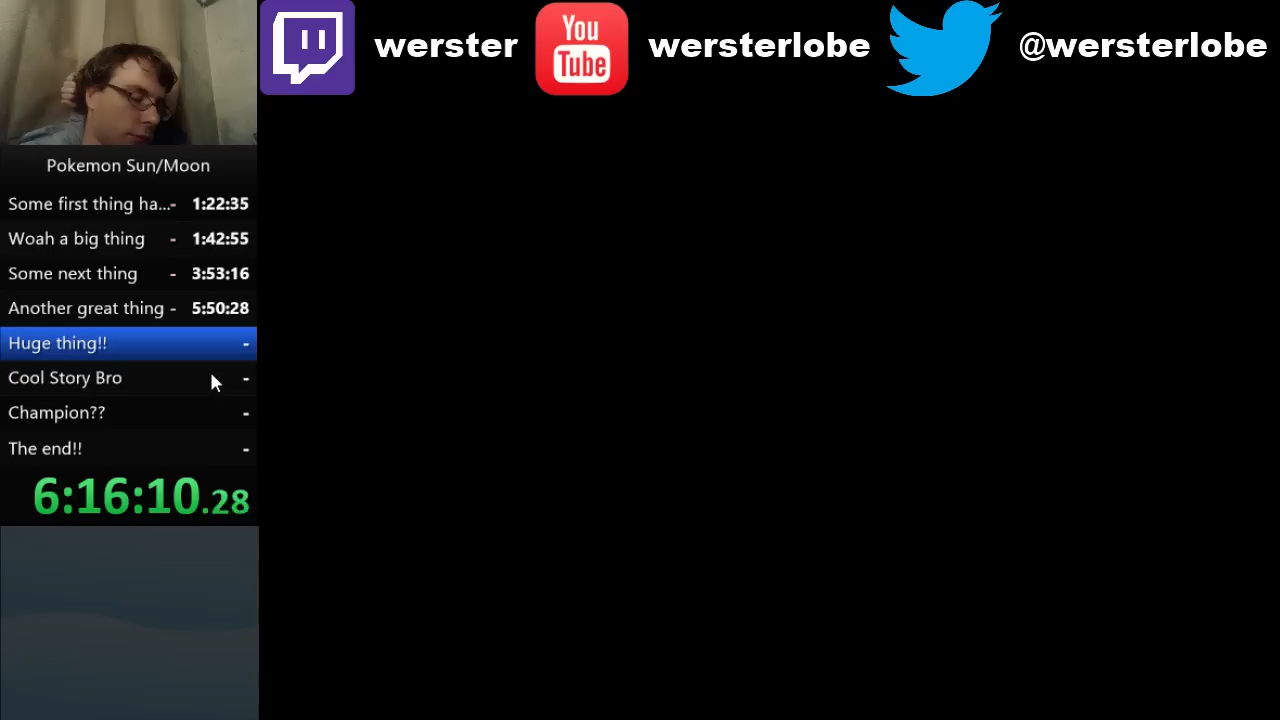 werster
You
Tube
wersterlobe
@wersterlobe
Pokemon Sun/Moon
Some first thing ha...- 1:22:35
Woah a big thing - 1:42:55
Some next thing - 3:53:16
Another great thing - 5:50:28
Huge thing!! -
Cool Story Bro -
Champion?? -
The end!! -
6:16:10.28